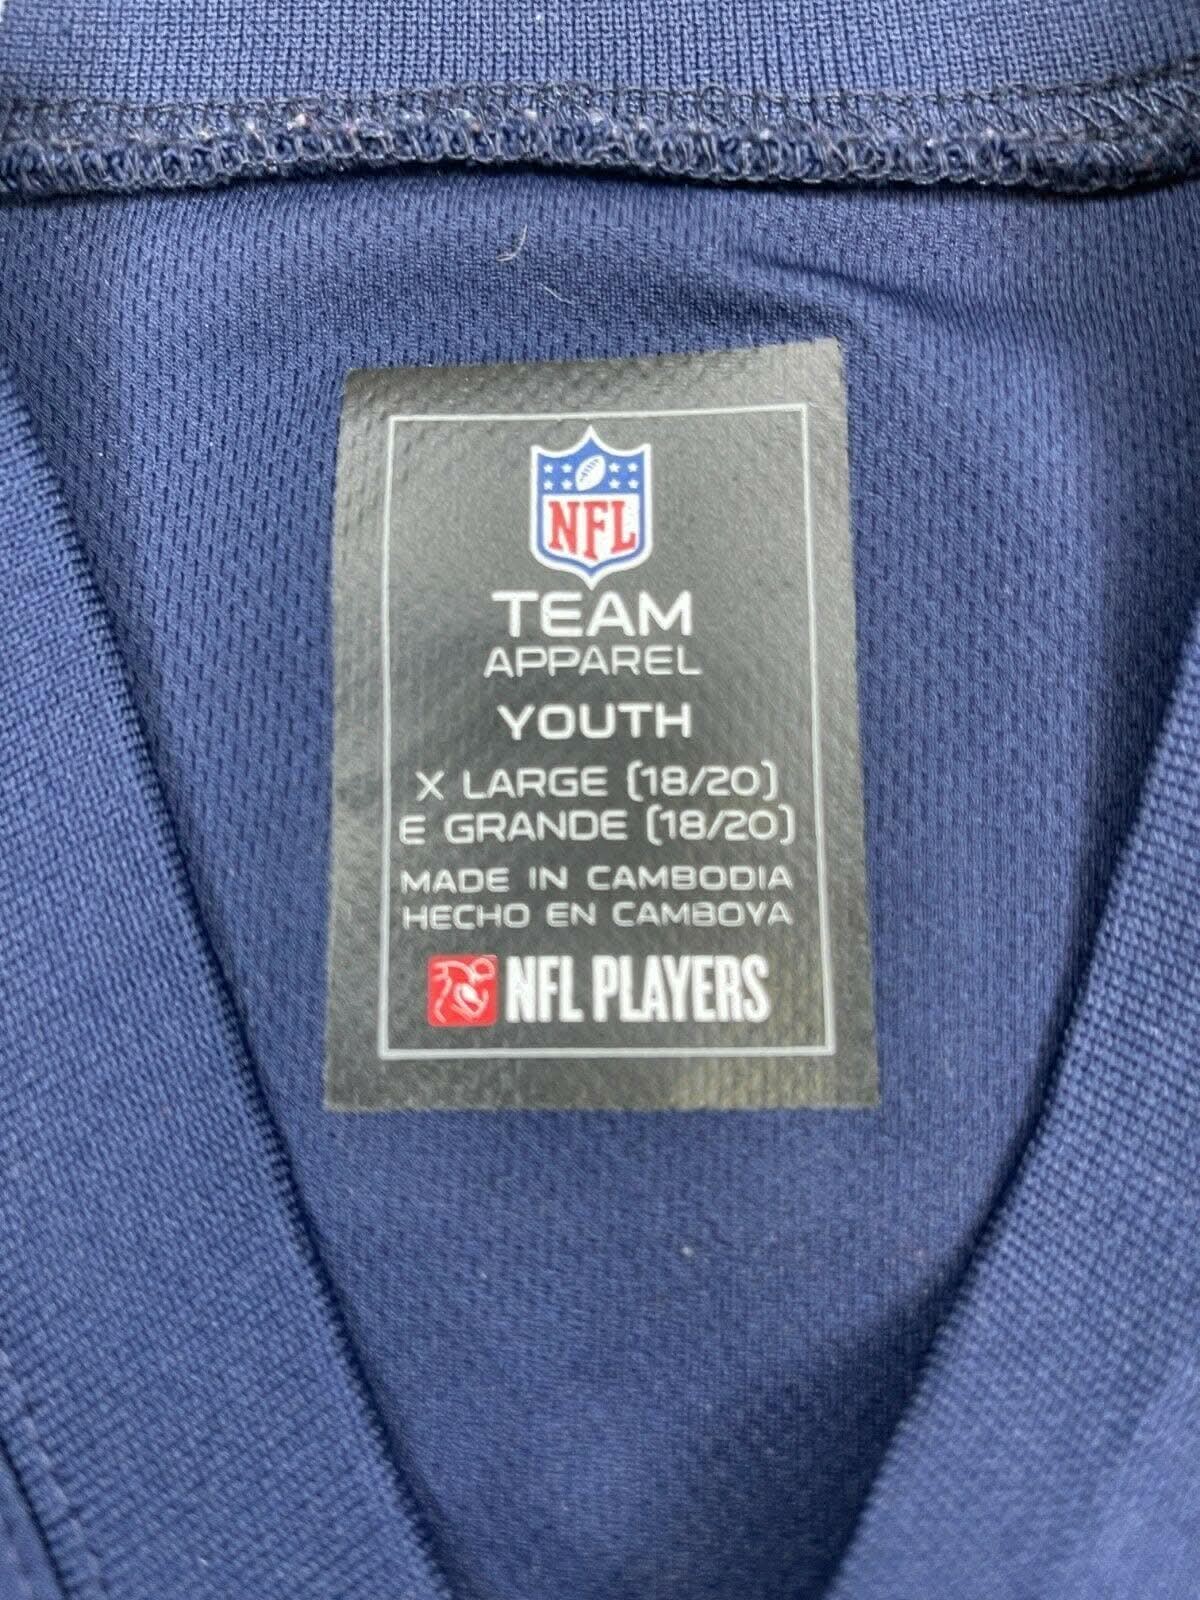 NFL
TEAM
APPAREL
YOUTH
X LARGE (18/20)
E GRANDE (18/20)
MADE IN CAMBODIA
HECHO EN CAMBOYA
NFL PLAYERS